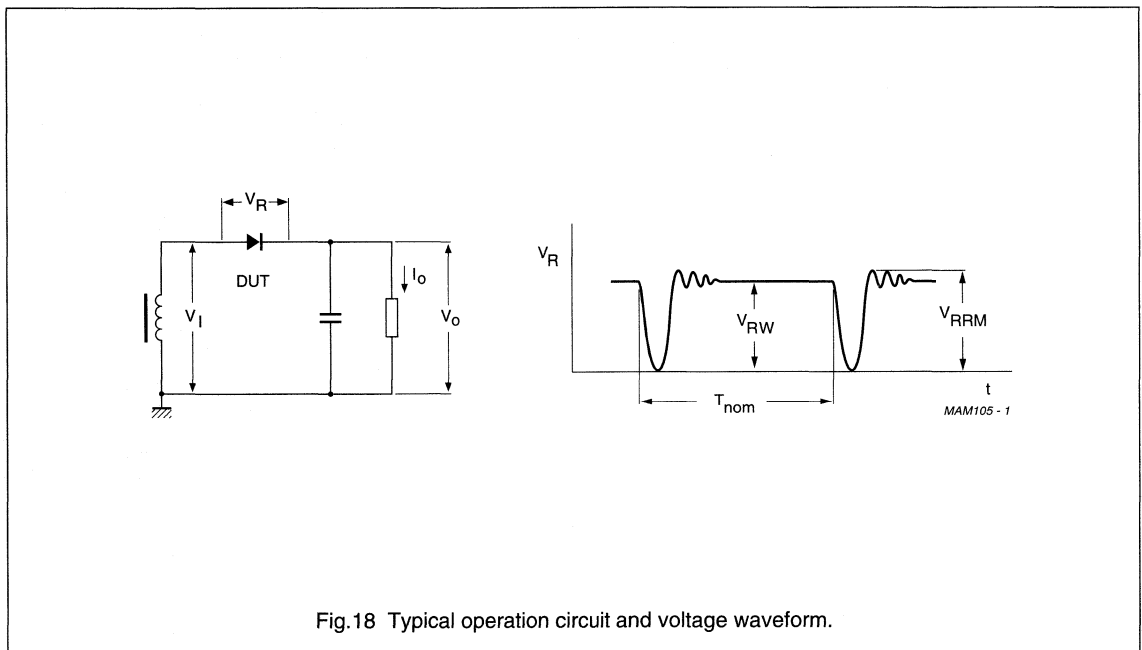 V_R
DUT
V_I
I_o
V_o
V_R
V_RW
V_RRM
T_nom
t
MAM105 - 1
Fig.18 Typical operation circuit and voltage waveform.